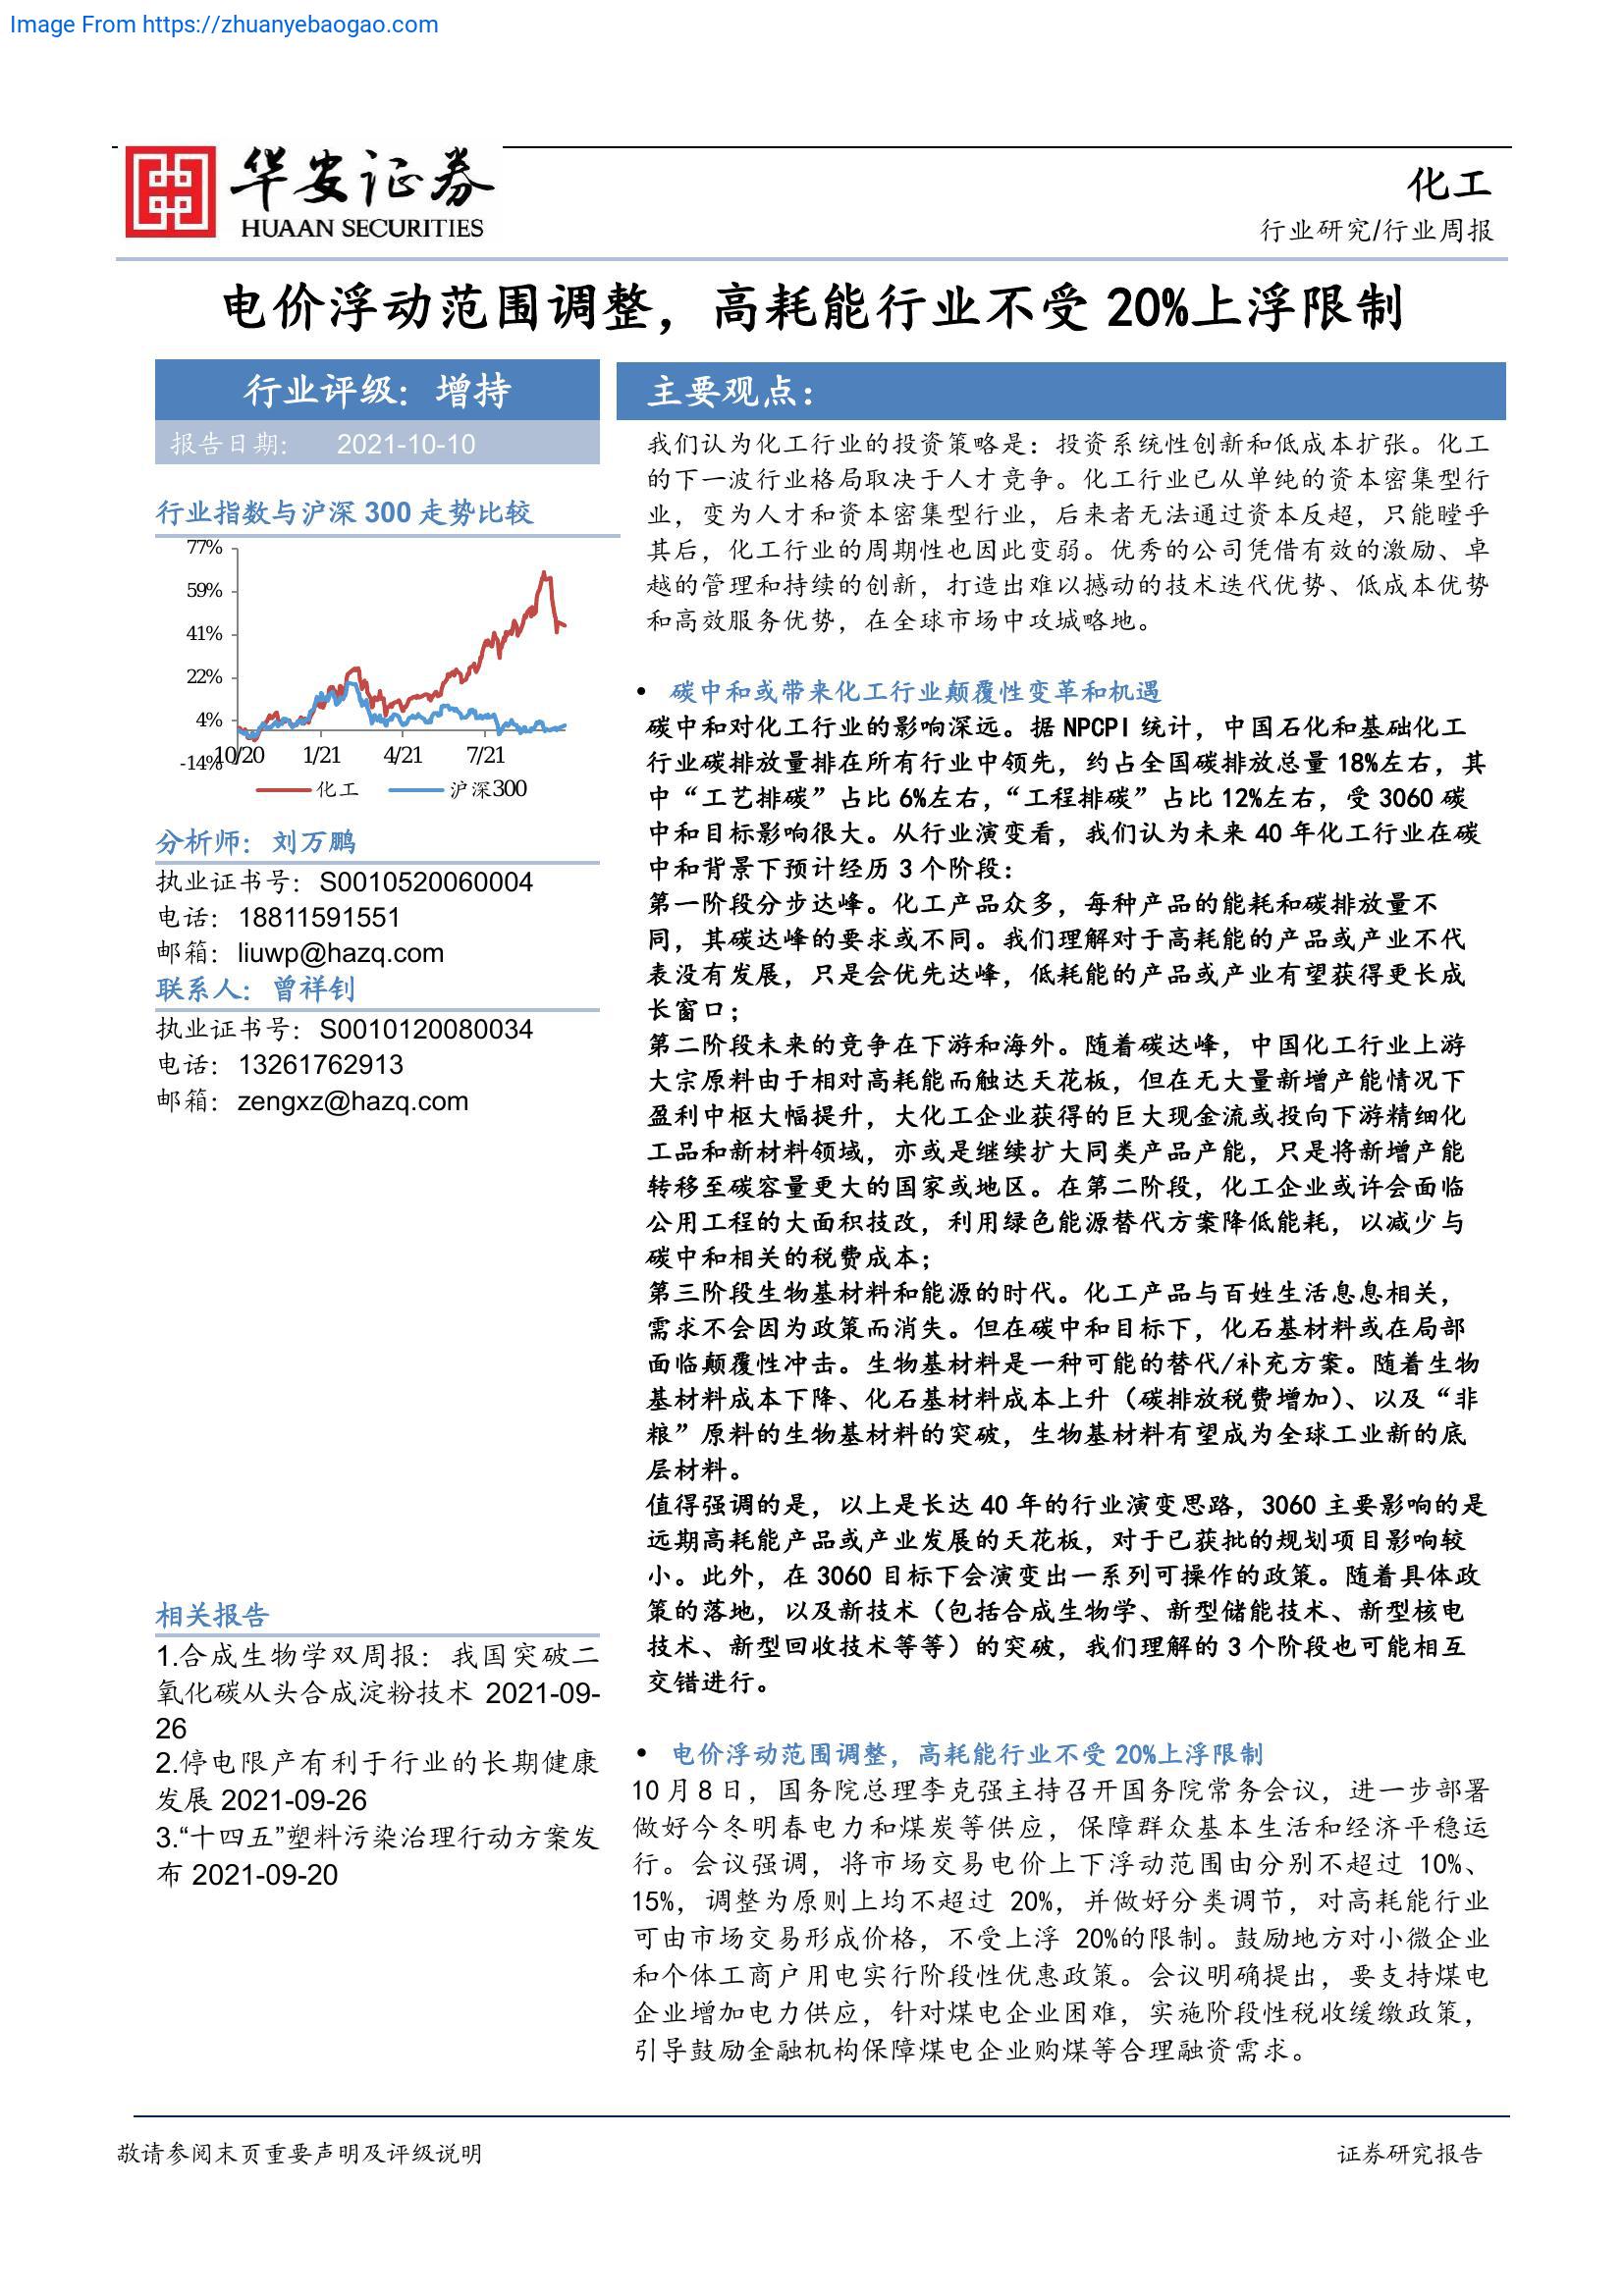 Image From https://zhuanyebaogao.com
华安证券
HUAAN SECURITIES
化工
行业研究/行业周报
电价浮动范围调整，高耗能行业不受 20%上浮限制
行业评级：增持
报告日期： 2021-10-10
行业指数与沪深 300 走势比较
77%
59%
41%
22%
4%
-14%
10/20 1/21 4/21 7/21
化工 沪深300
分析师：刘万鹏
执业证书号：S0010520060004
电话：18811591551
邮箱：liuwp@hazq.com
联系人：曾祥钊
执业证书号：S0010120080034
电话：13261762913
邮箱：zengxz@hazq.com
相关报告
1.合成生物学双周报：我国突破二
氧化碳从头合成淀粉技术 2021-09-
26
2.停电限产有利于行业的长期健康
发展 2021-09-26
3.“十四五”塑料污染治理行动方案发
布 2021-09-20
主要观点：
我们认为化工行业的投资策略是：投资系统性创新和低成本扩张。化工
的下一波行业格局取决于人才竞争。化工行业已从单纯的资本密集型行
业，变为人才和资本密集型行业，后来者无法通过资本反超，只能瞠乎
其后，化工行业的周期性也因此变弱。优秀的公司凭借有效的激励、卓
越的管理和持续的创新，打造出难以撼动的技术迭代优势、低成本优势
和高效服务优势，在全球市场中攻城略地。
• 碳中和或带来化工行业颠覆性变革和机遇
碳中和对化工行业的影响深远。据 NPCPI 统计，中国石化和基础化工
行业碳排放量排在所有行业中领先，约占全国碳排放总量 18%左右，其
中“工艺排碳”占比 6%左右，“工程排碳”占比 12%左右，受 3060 碳
中和目标影响很大。从行业演变看，我们认为未来 40 年化工行业在碳
中和背景下预计经历 3 个阶段：
第一阶段分步达峰。化工产品众多，每种产品的能耗和碳排放量不
同，其碳达峰的要求或不同。我们理解对于高耗能的产品或产业不代
表没有发展，只是会优先达峰，低耗能的产品或产业有望获得更长成
长窗口；
第二阶段未来的竞争在下游和海外。随着碳达峰，中国化工行业上游
大宗原料由于相对高耗能而触达天花板，但在无大量新增产能情况下
盈利中枢大幅提升，大化工企业获得的巨大现金流或投向下游精细化
工品和新材料领域，亦或是继续扩大同类产品产能，只是将新增产能
转移至碳容量更大的国家或地区。在第二阶段，化工企业或许会面临
公用工程的大面积技改，利用绿色能源替代方案降低能耗，以减少与
碳中和相关的税费成本；
第三阶段生物基材料和能源的时代。化工产品与百姓生活息息相关，
需求不会因为政策而消失。但在碳中和目标下，化石基材料或在局部
面临颠覆性冲击。生物基材料是一种可能的替代/补充方案。随着生物
基材料成本下降、化石基材料成本上升（碳排放税费增加）、以及“非
粮”原料的生物基材料的突破，生物基材料有望成为全球工业新的底
层材料。
值得强调的是，以上是长达 40 年的行业演变思路，3060 主要影响的是
远期高耗能产品或产业发展的天花板，对于已获批的规划项目影响较
小。此外，在 3060 目标下会演变出一系列可操作的政策。随着具体政
策的落地，以及新技术（包括合成生物学、新型储能技术、新型核电
技术、新型回收技术等等）的突破，我们理解的 3 个阶段也可能相互
交错进行。
• 电价浮动范围调整，高耗能行业不受 20%上浮限制
10 月 8 日，国务院总理李克强主持召开国务院常务会议，进一步部署
做好今冬明春电力和煤炭等供应，保障群众基本生活和经济平稳运
行。会议强调，将市场交易电价上下浮动范围由分别不超过 10%、
15%，调整为原则上均不超过 20%，并做好分类调节，对高耗能行业
可由市场交易形成价格，不受上浮 20%的限制。鼓励地方对小微企业
和个体工商户用电实行阶段性优惠政策。会议明确提出，要支持煤电
企业增加电力供应，针对煤电企业困难，实施阶段性税收缓缴政策，
引导鼓励金融机构保障煤电企业购煤等合理融资需求。
敬请参阅末页重要声明及评级说明
证券研究报告